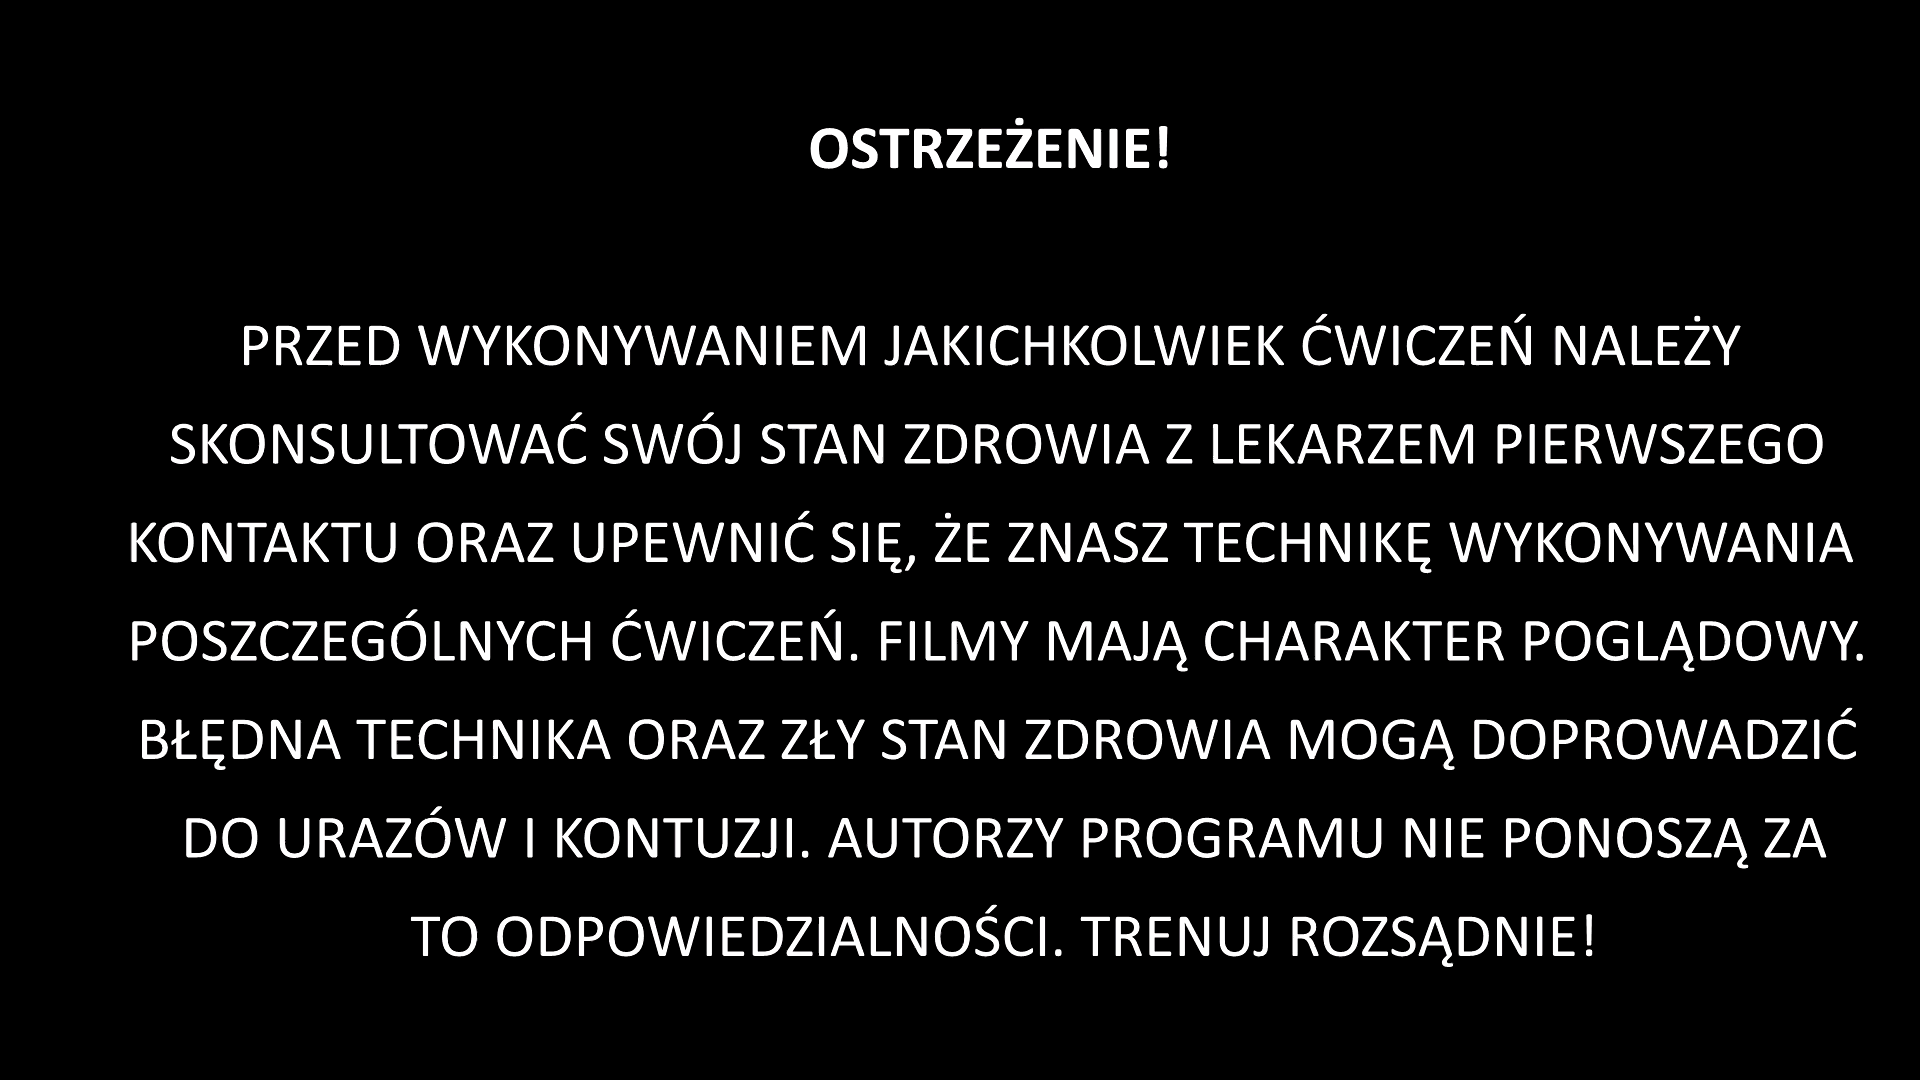 OSTRZEŻENIE!
PRZED WYKONYWANIEM JAKICHKOLWIEK ĆWICZEŃ NALEŻY
SKONSULTOWAĆ SWÓJ STAN ZDROWIA Z LEKARZEM PIERWSZEGO
KONTAKTU ORAZ UPEWNIĆ SIĘ, ŻE ZNASZ TECHNIKĘ WYKONYWANIA
POSZCZEGÓLNYCH ĆWICZEŃ. FILMY MAJĄ CHARAKTER POGLĄDOWY.
BŁĘDNA TECHNIKA ORAZ ZŁY STAN ZDROWIA MOGĄ DOPROWADZIĆ
DO URAZÓW I KONTUZJI. AUTORZY PROGRAMU NIE PONOSZĄ ZA
TO ODPOWIEDZIALNOŚCI. TRENUJ ROZSĄDNIE!